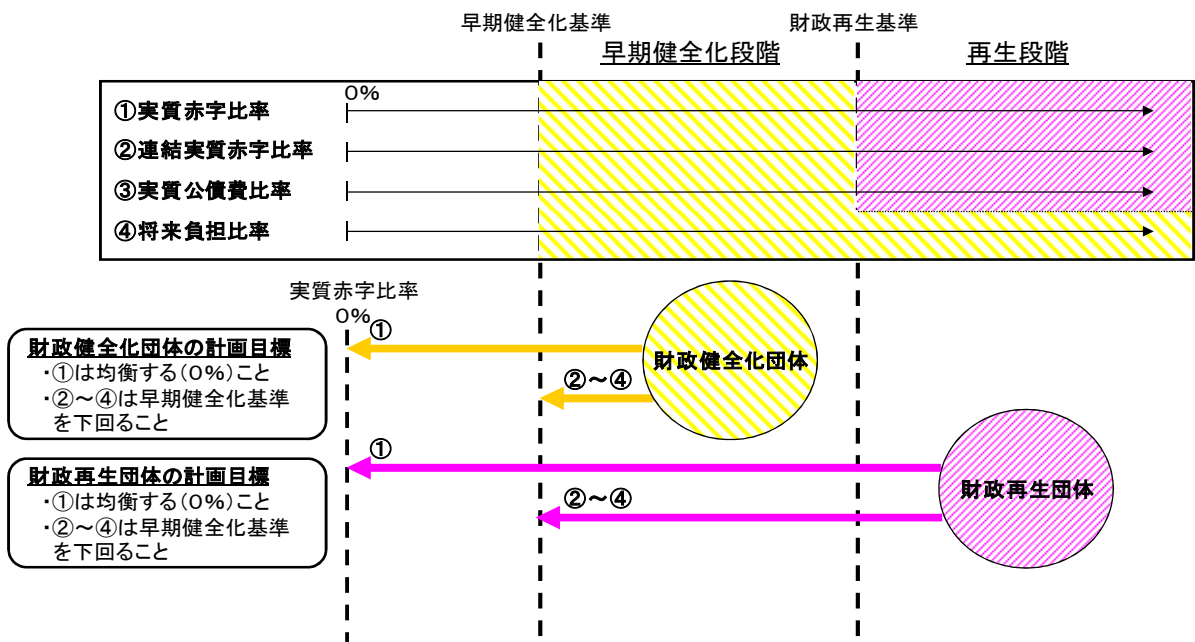 早期健全化基準
財政再生基準
早期健全化段階
再生段階
0%
①実質赤字比率
②連結実質赤字比率
③実質公債費比率
④将来負担比率
実質赤字比率
0%
①
財政健全化団体の計画目標
・①は均衡する(0%)こと
・②～④は早期健全化基準
を下回ること
②～④
財政健全化団体
①
財政再生団体の計画目標
・①は均衡する(0%)こと
・②～④は早期健全化基準
を下回ること
②～④
財政再生団体